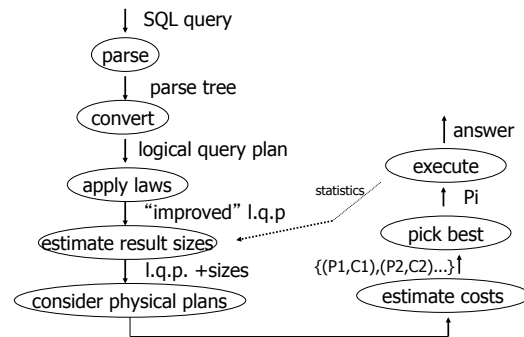 SQL query
parse
parse tree
convert
logical query plan
apply laws
“improved” l.q.p
estimate result sizes
l.q.p. +sizes
consider physical plans
statistics
answer
execute
Pi
pick best
{(P1,C1),(P2,C2)...}
estimate costs